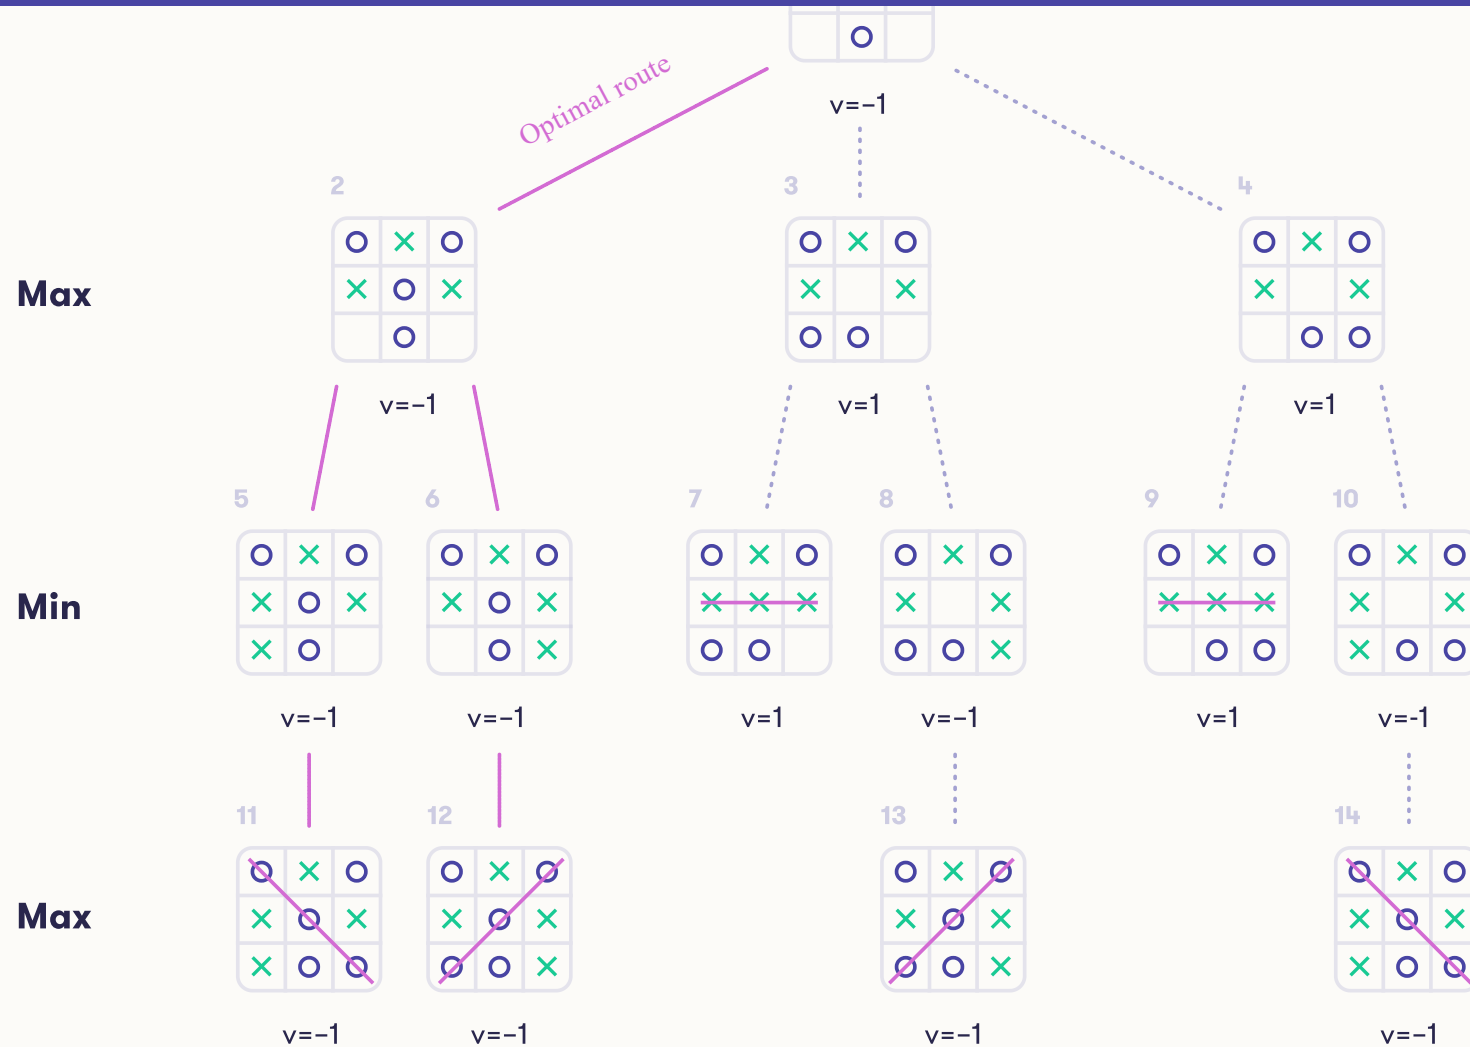 Optimal route
v=–1
2
3
4
Max
v=–1
v=1
v=1
5
6
7
8
9
10
Min
v=–1
v=–1
v=1
v=–1
v=1
v=-1
11
12
13
14
Max
v=–1
v=–1
v=–1
v=–1